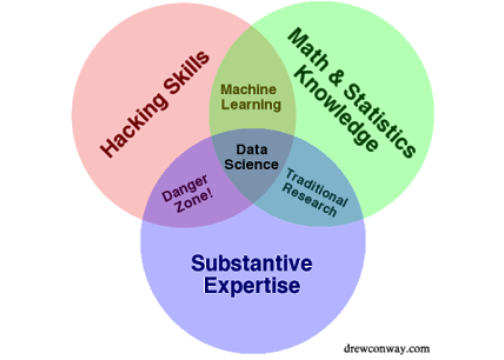 Hacking Skills
Math & Statistics
Knowledge
Machine
Learning
Data
Science
Danger
Zone!
Traditional
Research
Substantive
Expertise
drewconway.com